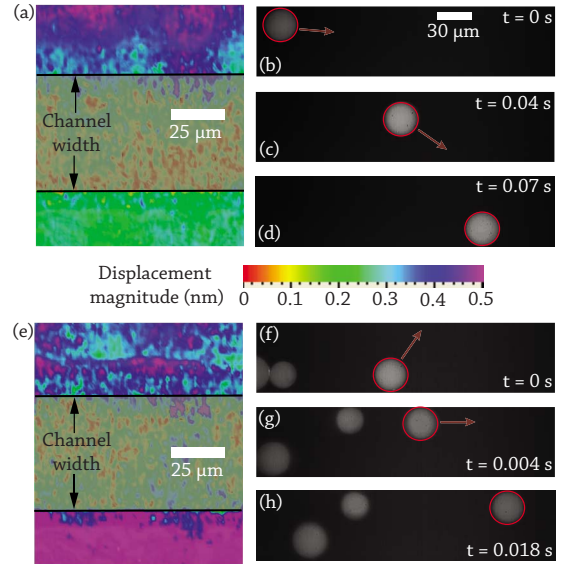 (a)
Channel
width
25 μm
(b)
30 μm
t = 0 s
(c)
t = 0.04 s
(d)
t = 0.07 s
Displacement
magnitude (nm)
0 0.1 0.2 0.3 0.4 0.5
(e)
Channel
width
25 μm
(f)
t = 0 s
(g)
t = 0.004 s
(h)
t = 0.018 s